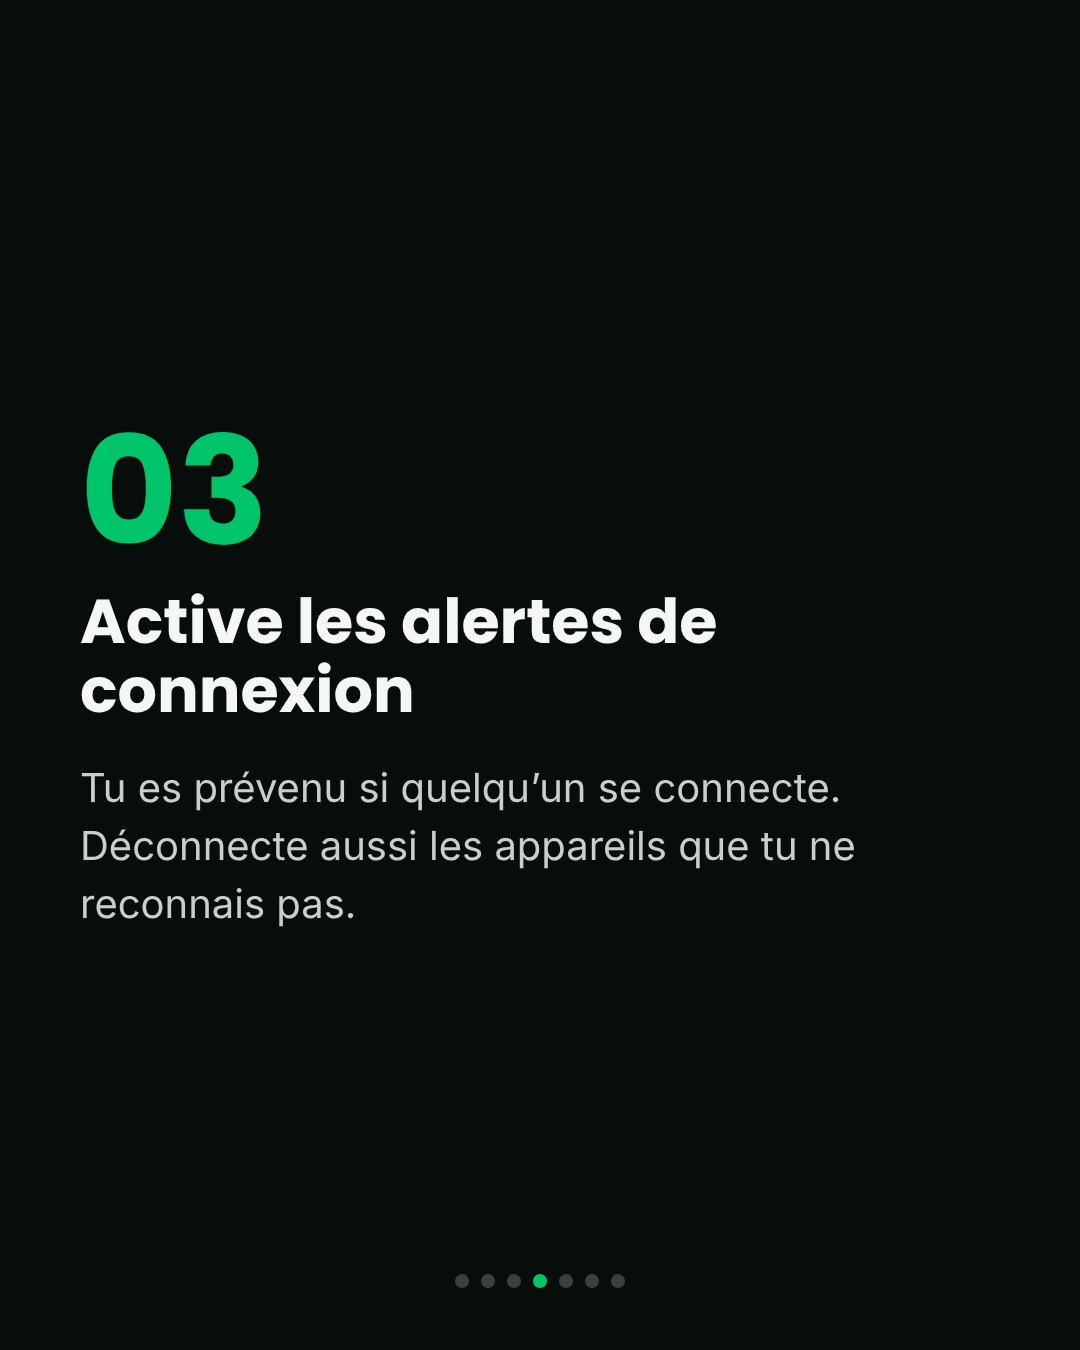 03
Active les alertes de
connexion
Tu es prévenu si quelqu’un se connecte.
Déconnecte aussi les appareils que tu ne
reconnais pas.